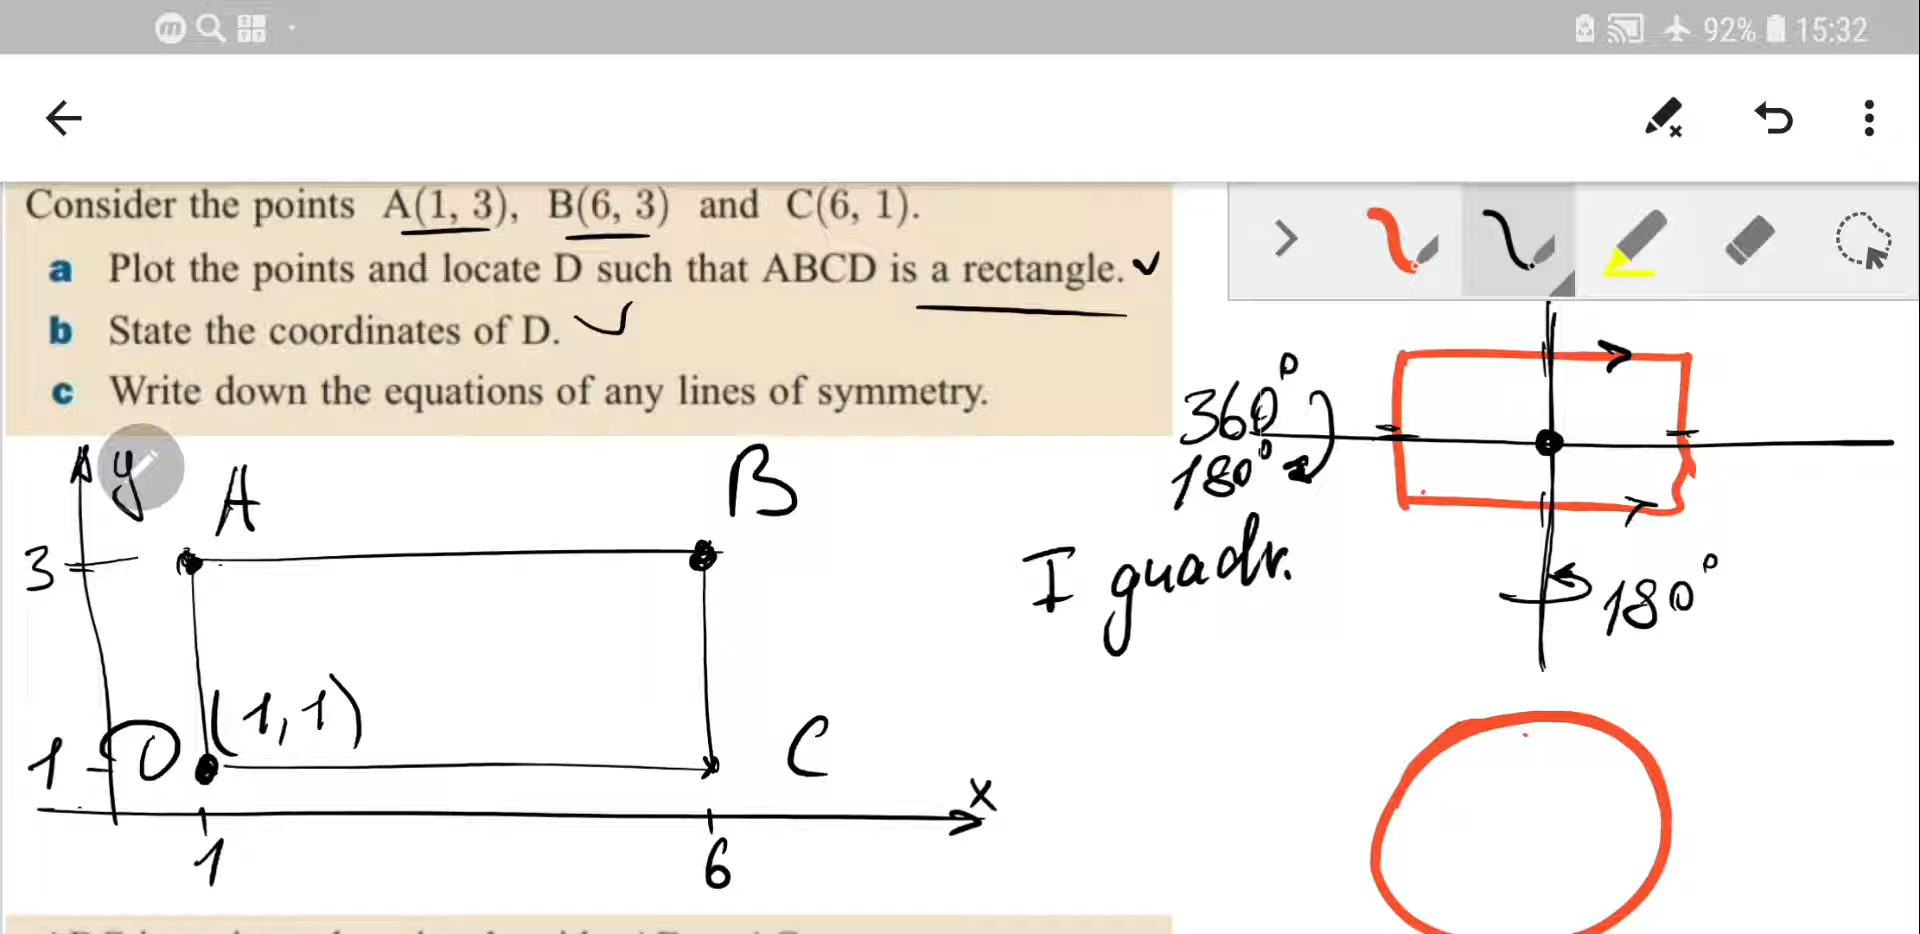 92% 15:32
Consider the points A(1, 3), B(6, 3) and C(6, 1).
a Plot the points and locate D such that ABCD is a rectangle.
b State the coordinates of D.
c Write down the equations of any lines of symmetry.
360°
180°
y
A
B
3
I quadr.
180°
(1,1)
1
D
C
x
1
6